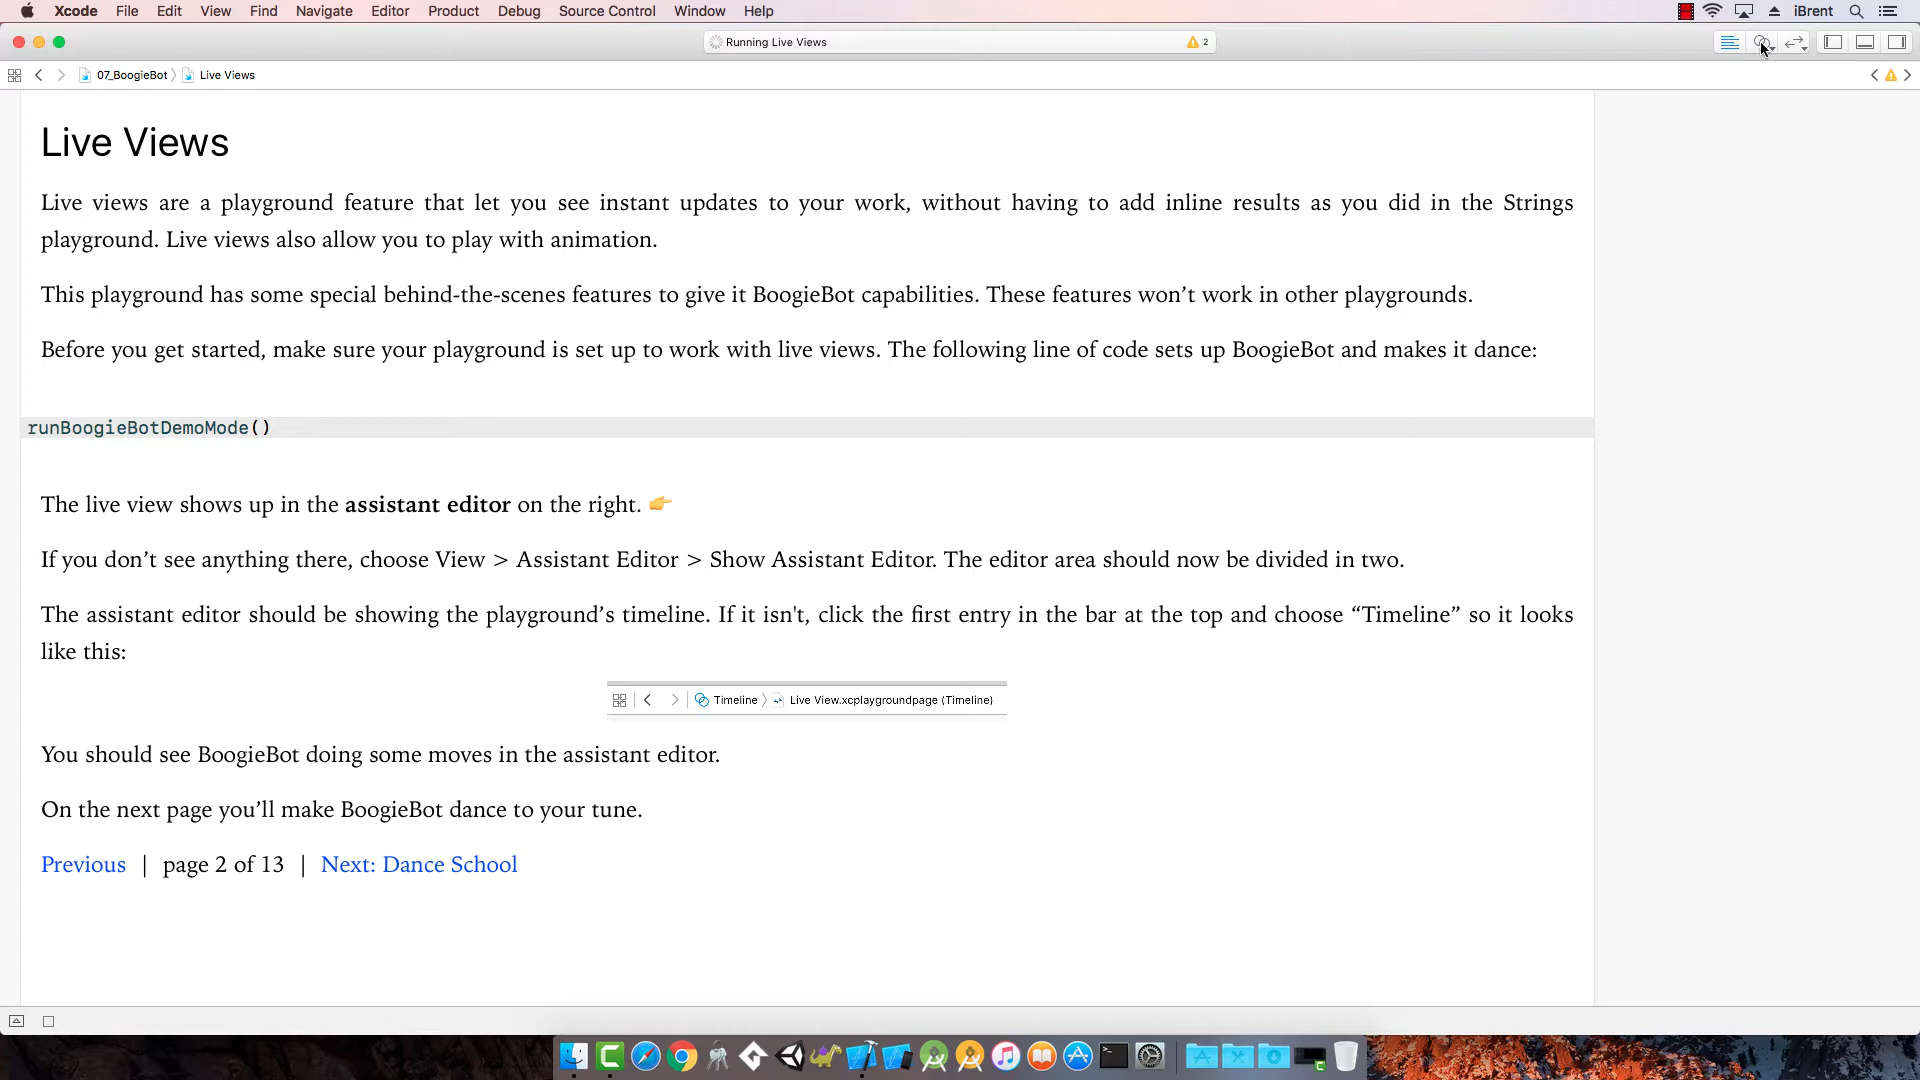 Xcode File Edit View Find Navigate Editor Product Debug Source Control Window Help iBrent
Running Live Views 2
07_BoogieBot Live Views
Live Views
Live views are a playground feature that let you see instant updates to your work, without having to add inline results as you did in the Strings
playground. Live views also allow you to play with animation.
This playground has some special behind-the-scenes features to give it BoogieBot capabilities. These features won’t work in other playgrounds.
Before you get started, make sure your playground is set up to work with live views. The following line of code sets up BoogieBot and makes it dance:
runBoogieBotDemoMode()
The live view shows up in the assistant editor on the right. 👉
If you don’t see anything there, choose View > Assistant Editor > Show Assistant Editor. The editor area should now be divided in two.
The assistant editor should be showing the playground’s timeline. If it isn't, click the first entry in the bar at the top and choose “Timeline” so it looks
like this:
Timeline Live View.xcplaygroundpage (Timeline)
You should see BoogieBot doing some moves in the assistant editor.
On the next page you’ll make BoogieBot dance to your tune.
Previous | page 2 of 13 | Next: Dance School